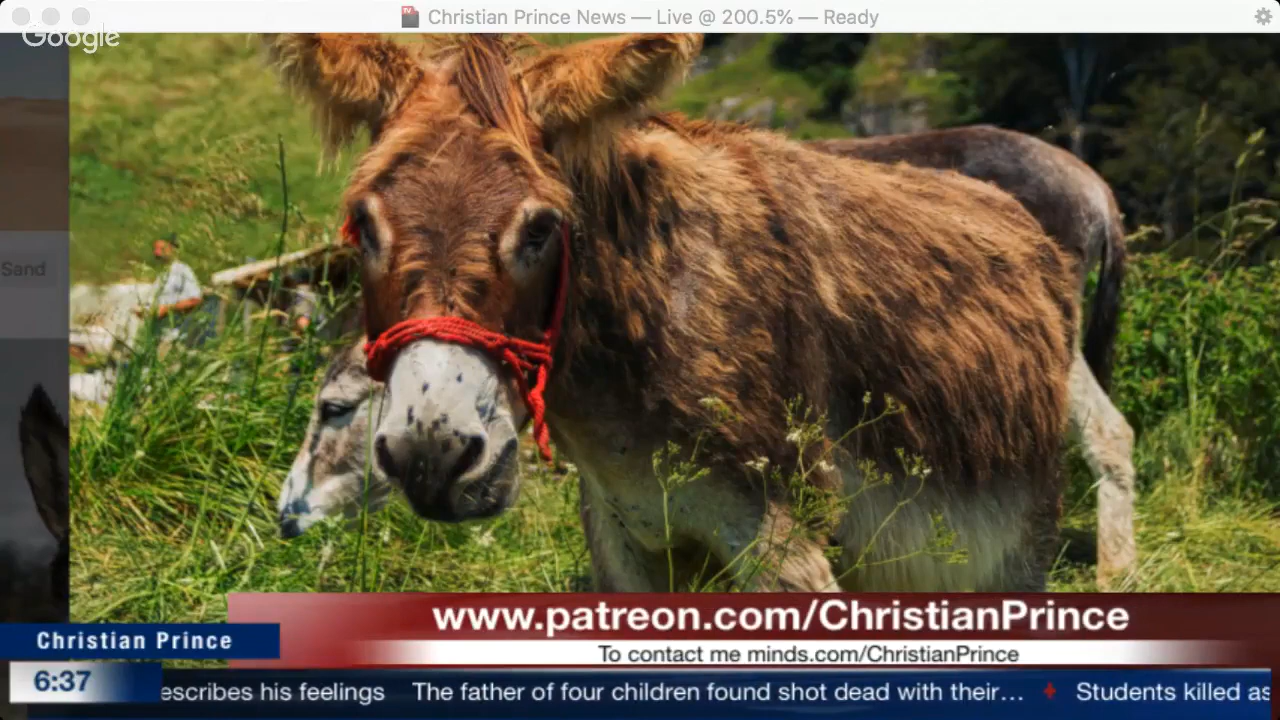 Christian Prince News — Live @ 200.5% — Ready
Google
Sand
www.patreon.com/ChristianPrince
Christian Prince
To contact me minds.com/ChristianPrince
6:37
escribes his feelings The father of four children found shot dead with their… Students killed as